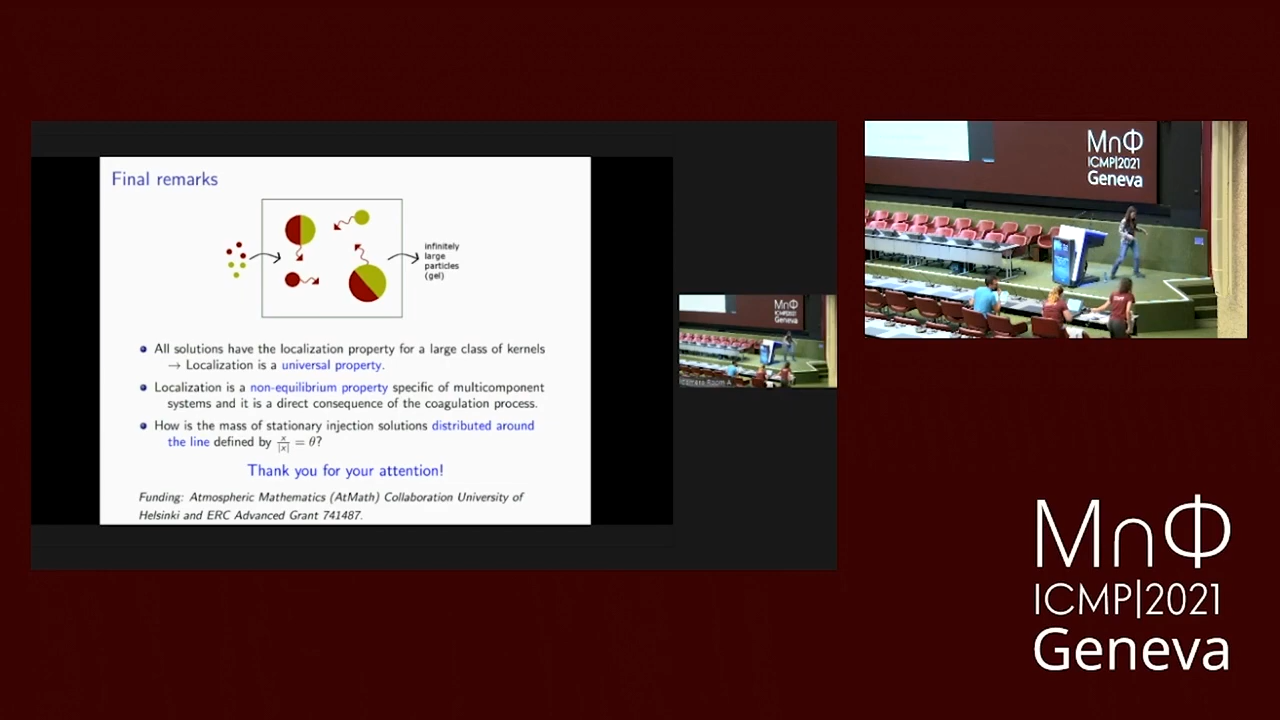 Final remarks
infinitely
large
particles
(gel)
All solutions have the localization property for a large class of kernels
→ Localization is a universal property.
Localization is a non-equilibrium property specific of multicomponent
systems and it is a direct consequence of the coagulation process.
How is the mass of stationary injection solutions distributed around
the line defined by x/|x| = θ?
Thank you for your attention!
Funding: Atmospheric Mathematics (AtMath) Collaboration University of
Helsinki and ERC Advanced Grant 741487.
MnΦ
ICMP|2021
Geneva
MnΦ
ICMP|2021
Geneva
M∩Φ
ICMP|2021
Geneva